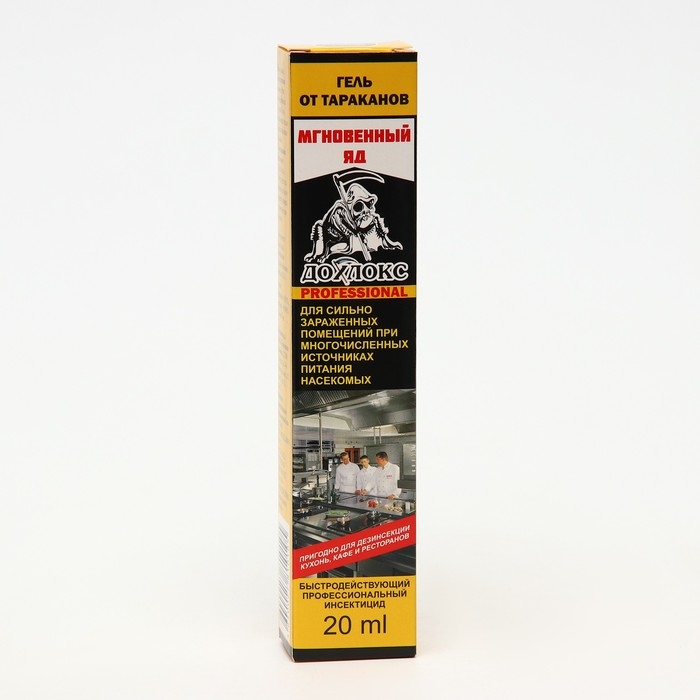 ГЕЛЬ
ОТ ТАРАКАНОВ
МГНОВЕННЫЙ
ЯД
ДОХЛОКС
PROFESSIONAL
ДЛЯ СИЛЬНО
ЗАРАЖЕННЫХ
ПОМЕЩЕНИЙ ПРИ
МНОГОЧИСЛЕННЫХ
ИСТОЧНИКАХ
ПИТАНИЯ
НАСЕКОМЫХ
ПРИГОДНО ДЛЯ ДЕЗИНСЕКЦИИ
КУХОНЬ, КАФЕ И РЕСТОРАНОВ
БЫСТРОДЕЙСТВУЮЩИЙ
ПРОФЕССИОНАЛЬНЫЙ
ИНСЕКТИЦИД
20 ml